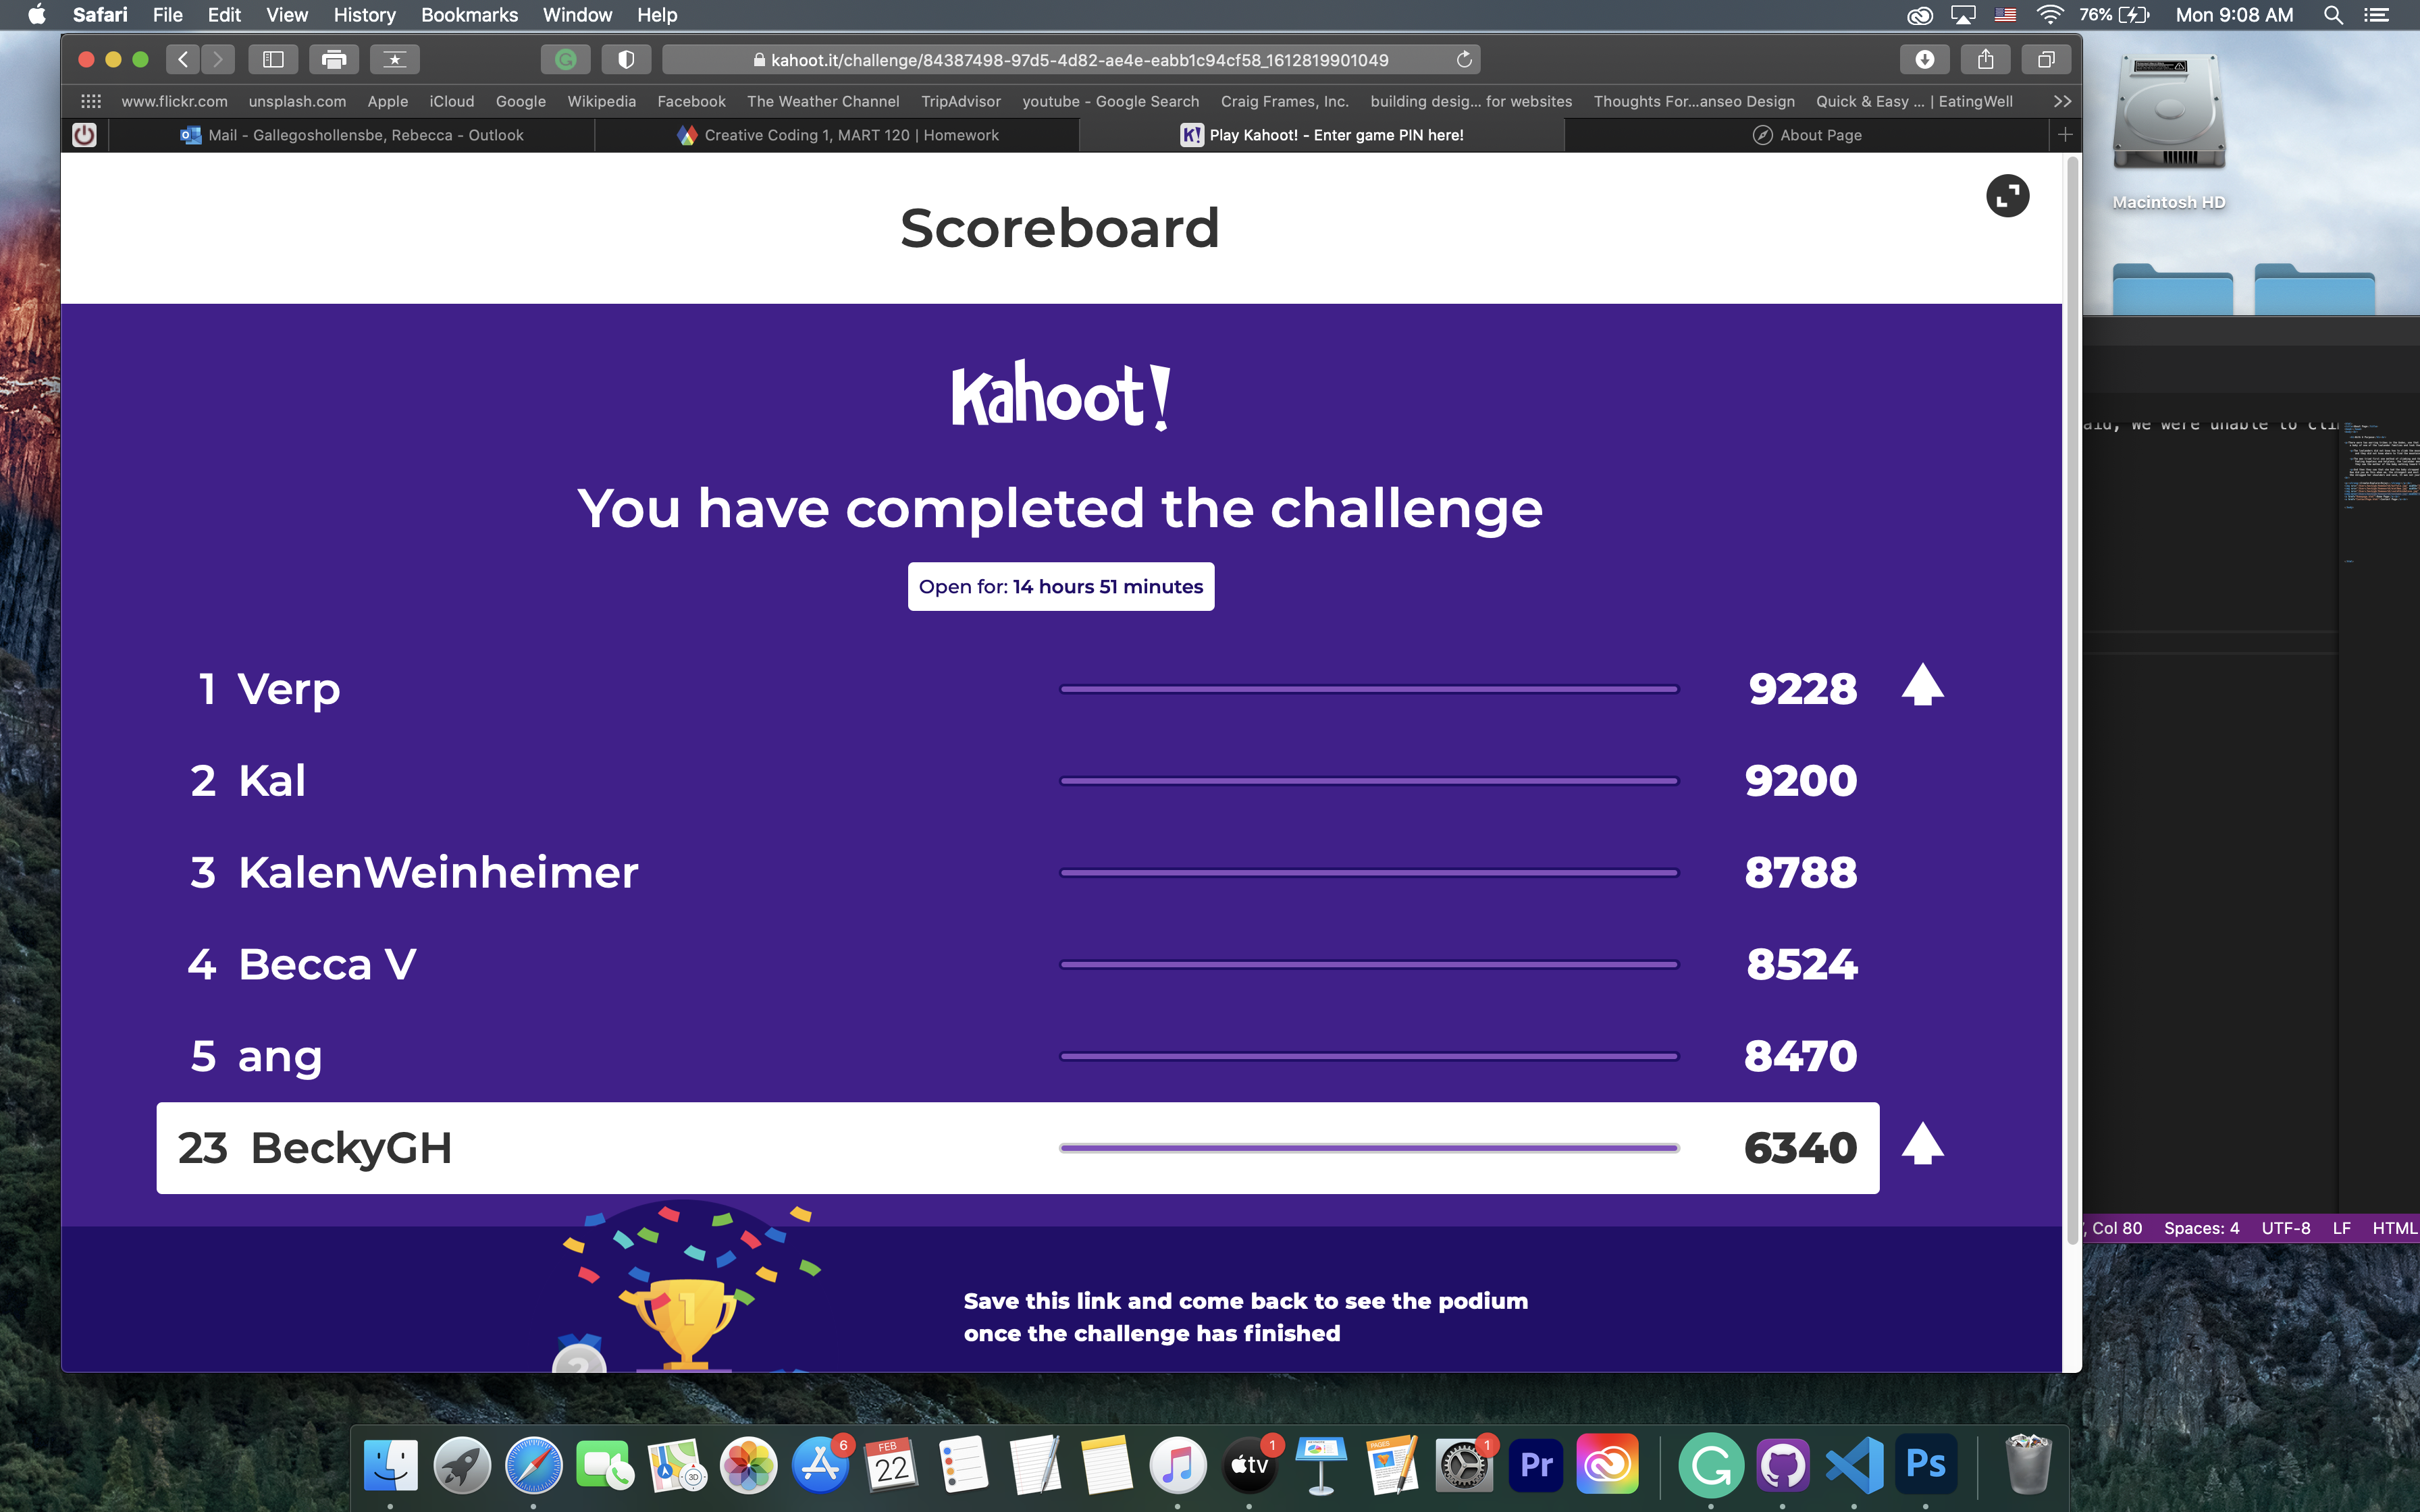 Safari File Edit View History Bookmarks Window Help 76% Mon 9:08 AM
kahoot.it/challenge/84387498-97d5-4d82-ae4e-eabb1c94cf58_1612819901049
www.flickr.com unsplash.com Apple iCloud Google Wikipedia Facebook The Weather Channel TripAdvisor youtube - Google Search Craig Frames, Inc. building desig... for websites Thoughts For...anseo Design Quick & Easy ... | EatingWell
Mail - Gallegoshollensbe, Rebecca - Outlook Creative Coding 1, MART 120 | Homework K! Play Kahoot! - Enter game PIN here! About Page
Macintosh HD
Scoreboard
Kahoot!
we were unable to
You have completed the challenge
Open for: 14 hours 51 minutes
1 Verp 9228
2 Kal 9200
3 KalenWeinheimer 8788
4 Becca V 8524
5 ang 8470
23 BeckyGH 6340
Col 80 Spaces: 4 UTF-8 LF HTML
1
2
Save this link and come back to see the podium
once the challenge has finished
6 FEB 22 3D tv 1 PAGES 1 Pr Ps